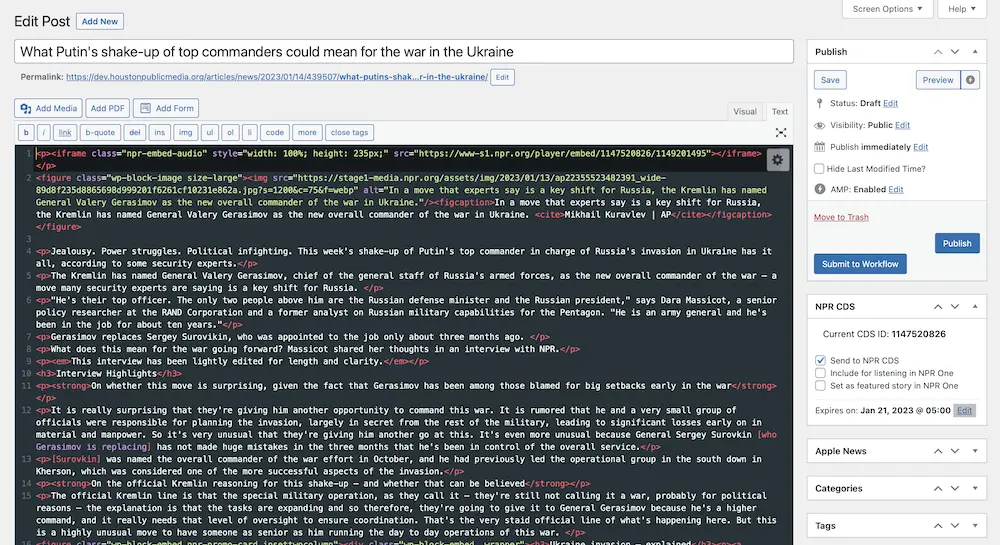 Screen Options ▼ Help ▼
Edit Post Add New
What Putin's shake-up of top commanders could mean for the war in the Ukraine
Permalink: https://dev.houstonpublicmedia.org/articles/news/2023/01/14/439507/what-putins-shak…r-in-the-ukraine/ Edit
Add Media Add PDF Add Form
Visual Text
b i link b-quote del ins img ul ol li code more close tags
1 <p><iframe class="npr-embed-audio" style="width: 100%; height: 235px;" src="https://www-s1.npr.org/player/embed/1147520826/1149201495"></iframe>
</p>
2 <figure class="wp-block-image size-large"><img src="https://stage1-media.npr.org/assets/img/2023/01/13/ap22355523482391_wide-
89d8f235d8865698d999201f6261cf10231e862a.jpg?s=1200&c=75&f=webp" alt="In a move that experts say is a key shift for Russia, the Kremlin has named
General Valery Gerasimov as the new overall commander of the war in Ukraine."/><figcaption>In a move that experts say is a key shift for Russia,
the Kremlin has named General Valery Gerasimov as the new overall commander of the war in Ukraine. <cite>Mikhail Kuravlev | AP</cite></figcaption>
</figure>
3
4 <p>Jealousy. Power struggles. Political infighting. This week's shake-up of Putin's top commander in charge of Russia's invasion in Ukraine has it
all, according to some security experts.</p>
5 <p>The Kremlin has named General Valery Gerasimov, chief of the general staff of Russia's armed forces, as the new overall commander of the war – a
move many security experts are saying is a key shift for Russia. </p>
6 <p>"He's their top officer. The only two people above him are the Russian defense minister and the Russian president," says Dara Massicot, a senior
policy researcher at the RAND Corporation and a former analyst on Russian military capabilities for the Pentagon. "He is an army general and he's
been in the job for about ten years."</p>
7 <p>Gerasimov replaces Sergey Surovikin, who was appointed to the job only about three months ago. </p>
8 <p>What does this mean for the war going forward? Massicot shared her thoughts in an interview with NPR.</p>
9 <p><em>This interview has been lightly edited for length and clarity.</em></p>
10 <h3>Interview Highlights</h3>
11 <p><strong>On whether this move is surprising, given the fact that Gerasimov has been among those blamed for big setbacks early in the war</strong>
</p>
12 <p>It is really surprising that they're giving him another opportunity to command this war. It is rumored that he and a very small group of
officials were responsible for planning the invasion, largely in secret from the rest of the military, leading to significant losses early on in
material and manpower. So it's very unusual that they're giving him another go at this. It's even more unusual because General Sergey Surovkin [who
Gerasimov is replacing] has not made huge mistakes in the three months that he's been in control of the overall service.</p>
13 <p>[Surovkin] was named the overall commander of the war effort in October, and he had previously led the operational group in the south down in
Kherson, which was considered one of the more successful aspects of the invasion.</p>
14 <p><strong>On the official Kremlin reasoning for this shake-up – and whether that can be believed</strong></p>
15 <p>The official Kremlin line is that the special military operation, as they call it – they're still not calling it a war, probably for political
reasons – the explanation is that the tasks are expanding and so therefore, they're going to give it to General Gerasimov because he's a higher
command, and it really needs that level of oversight to ensure coordination. That's the very staid official line of what's happening here. But this
is a highly unusual move to have someone as senior as him running the day to day operations of this war. </p>
Publish
Save Preview
Status: Draft Edit
Visibility: Public Edit
Publish immediately Edit
Hide Last Modified Time?
AMP: Enabled Edit
Move to Trash
Publish
Submit to Workflow
NPR CDS
Current CDS ID: 1147520826
Send to NPR CDS
Include for listening in NPR One
Set as featured story in NPR One
Expires on: Jan 21, 2023 @ 05:00 Edit
Apple News
Categories
Tags